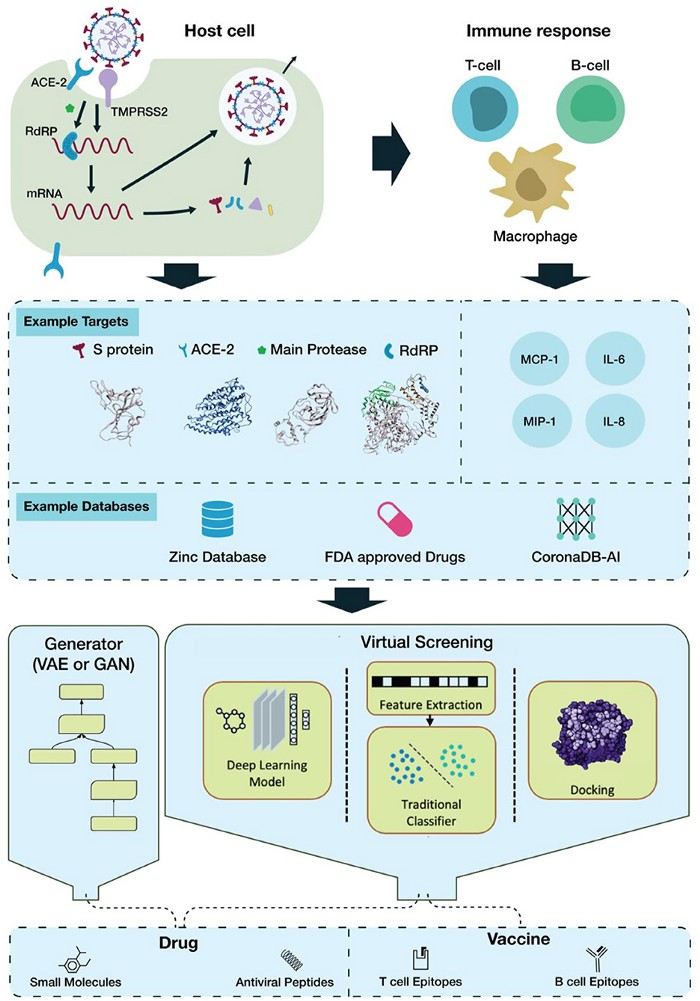 Host cell
Immune response
ACE-2
TMPRSS2
RdRP
mRNA
T-cell
B-cell
Macrophage
Example Targets
S protein
ACE-2
Main Protease
RdRP
MCP-1
IL-6
MIP-1
IL-8
Example Databases
Zinc Database
FDA approved Drugs
CoronaDB-AI
Generator
(VAE or GAN)
Virtual Screening
Deep Learning
Model
Feature Extraction
Traditional
Classifier
Docking
Drug
Vaccine
Small Molecules
Antiviral Peptides
T cell Epitopes
B cell Epitopes